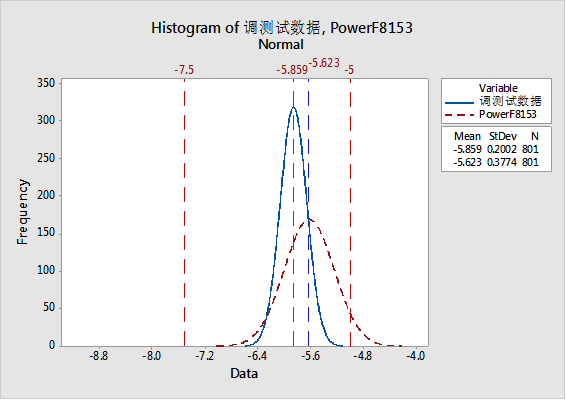 Histogram of 调测试数据, PowerF8153
Normal
-7.5
-5.859
-5.623
-5
350
300
250
200
150
100
50
0
Frequency
-8.8
-8.0
-7.2
-6.4
-5.6
-4.8
-4.0
Data
Variable
调测试数据
PowerF8153
Mean StDev N
-5.859 0.2002 801
-5.623 0.3774 801